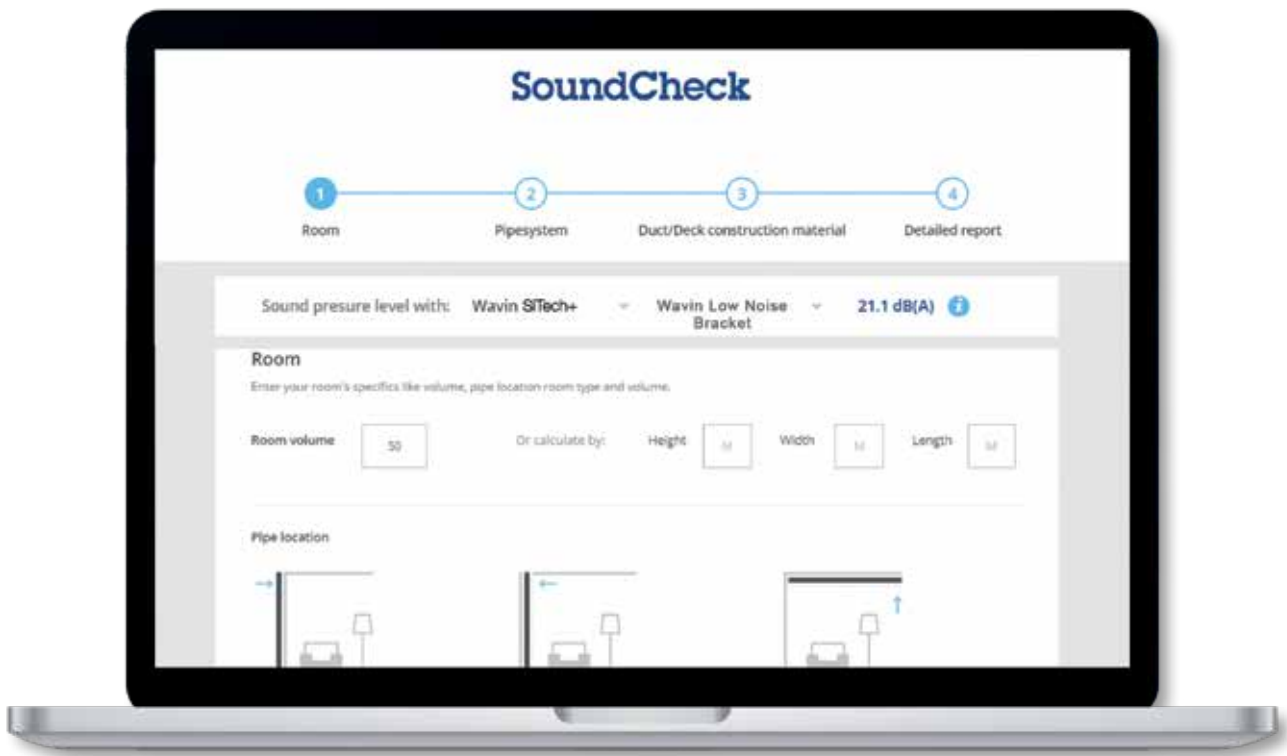 SoundCheck
1 2 3 4
Room Pipesystem Duct/Deck construction material Detailed report
Sound presure level with: Wavin SiTech+ Wavin Low Noise Bracket 21.1 dB(A) i
Room
Enter your room's specifics like volume, pipe location room type and volume.
Room volume 50 Or calculate by: Height M Width M Length M
Pipe location